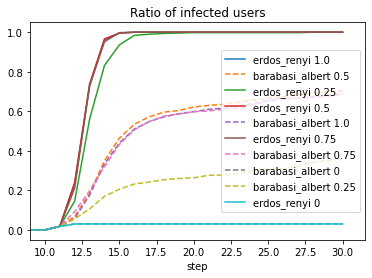 Ratio of infected users
1.0
0.8
0.6
0.4
0.2
0.0
erdos_renyi 1.0
barabasi_albert 0.5
erdos_renyi 0.25
erdos_renyi 0.5
barabasi_albert 1.0
erdos_renyi 0.75
barabasi_albert 0.75
barabasi_albert 0
barabasi_albert 0.25
erdos_renyi 0
10.0 12.5 15.0 17.5 20.0 22.5 25.0 27.5 30.0
step